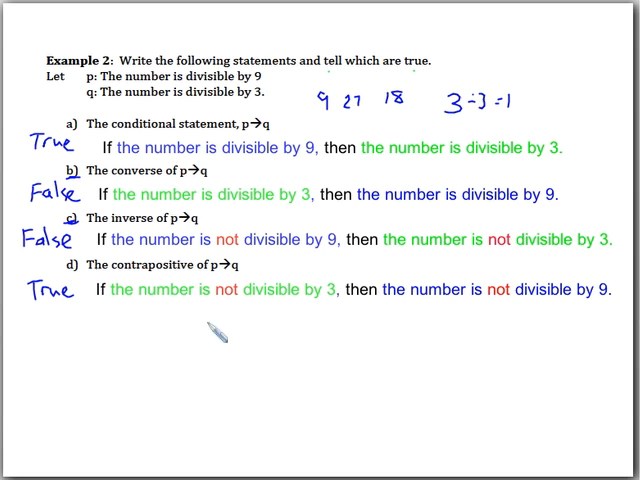 Example 2: Write the following statements and tell which are true.
Let p: The number is divisible by 9
q: The number is divisible by 3.
9 27 18 3÷3=1
a) The conditional statement, p→q
True If the number is divisible by 9, then the number is divisible by 3.
b) The converse of p→q
False If the number is divisible by 3, then the number is divisible by 9.
c) The inverse of p→q
False If the number is not divisible by 9, then the number is not divisible by 3.
d) The contrapositive of p→q
True If the number is not divisible by 3, then the number is not divisible by 9.